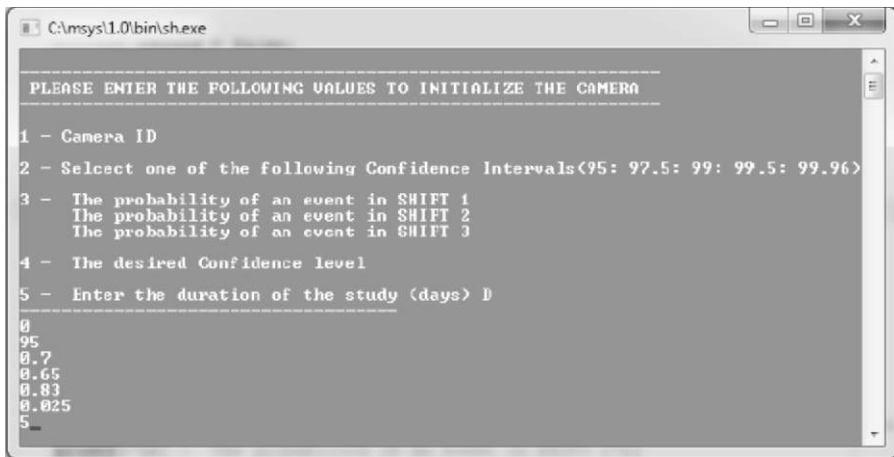 C:\msys\1.0\bin\sh.exe
PLEASE ENTER THE FOLLOWING VALUES TO INITIALIZE THE CAMERA
1 - Camera ID
2 - Selcect one of the following Confidence Intervals(95: 97.5: 99: 99.5: 99.96)
3 - The probability of an event in SHIFT 1
The probability of an event in SHIFT 2
The probability of an event in SHIFT 3
4 - The desired Confidence level
5 - Enter the duration of the study (days) D
0
95
0.7
0.65
0.83
0.025
5_